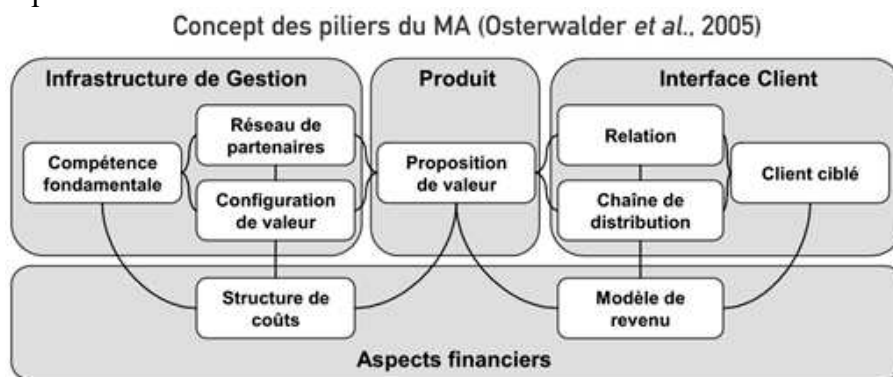 Concept des piliers du MA (Osterwalder et al., 2005)
Infrastructure de Gestion
Produit
Interface Client
Compétence
fondamentale
Réseau de
partenaires
Configuration
de valeur
Proposition
de valeur
Relation
Chaîne de
distribution
Client ciblé
Structure de
coûts
Modèle de
revenu
Aspects financiers